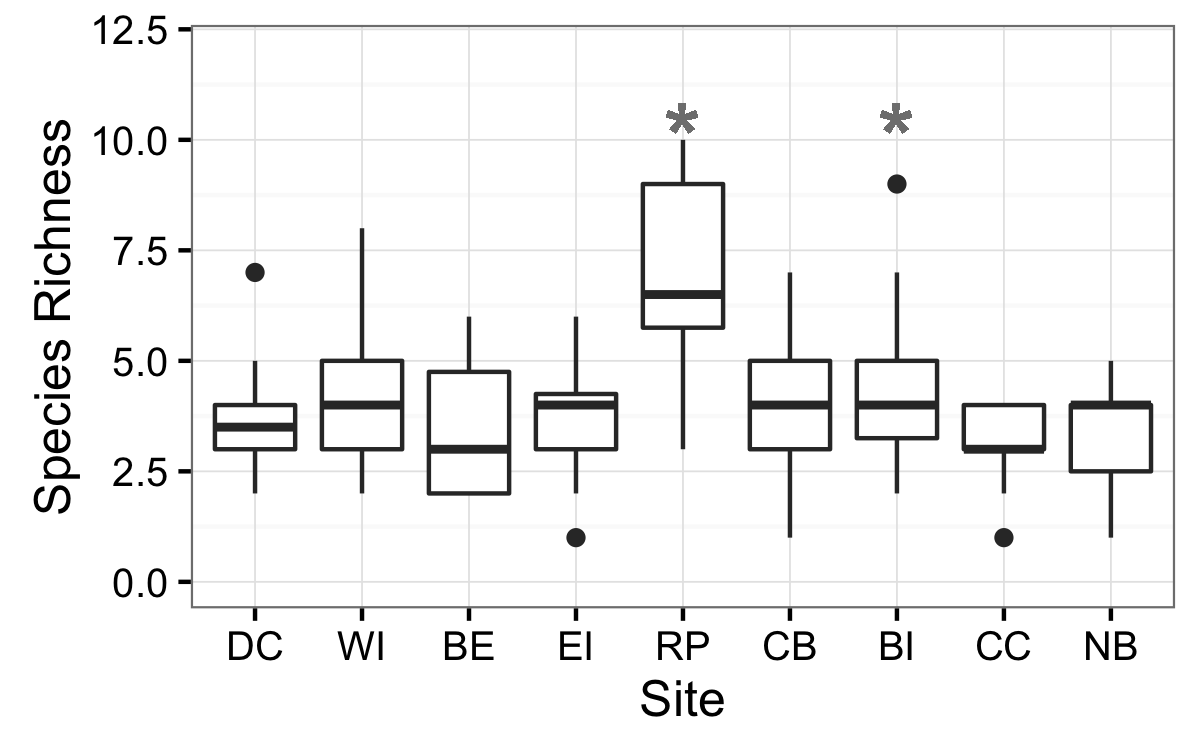 Species Richness
12.5
10.0
7.5
5.0
2.5
0.0
* *
DC WI BE EI RP CB BI CC NB
Site